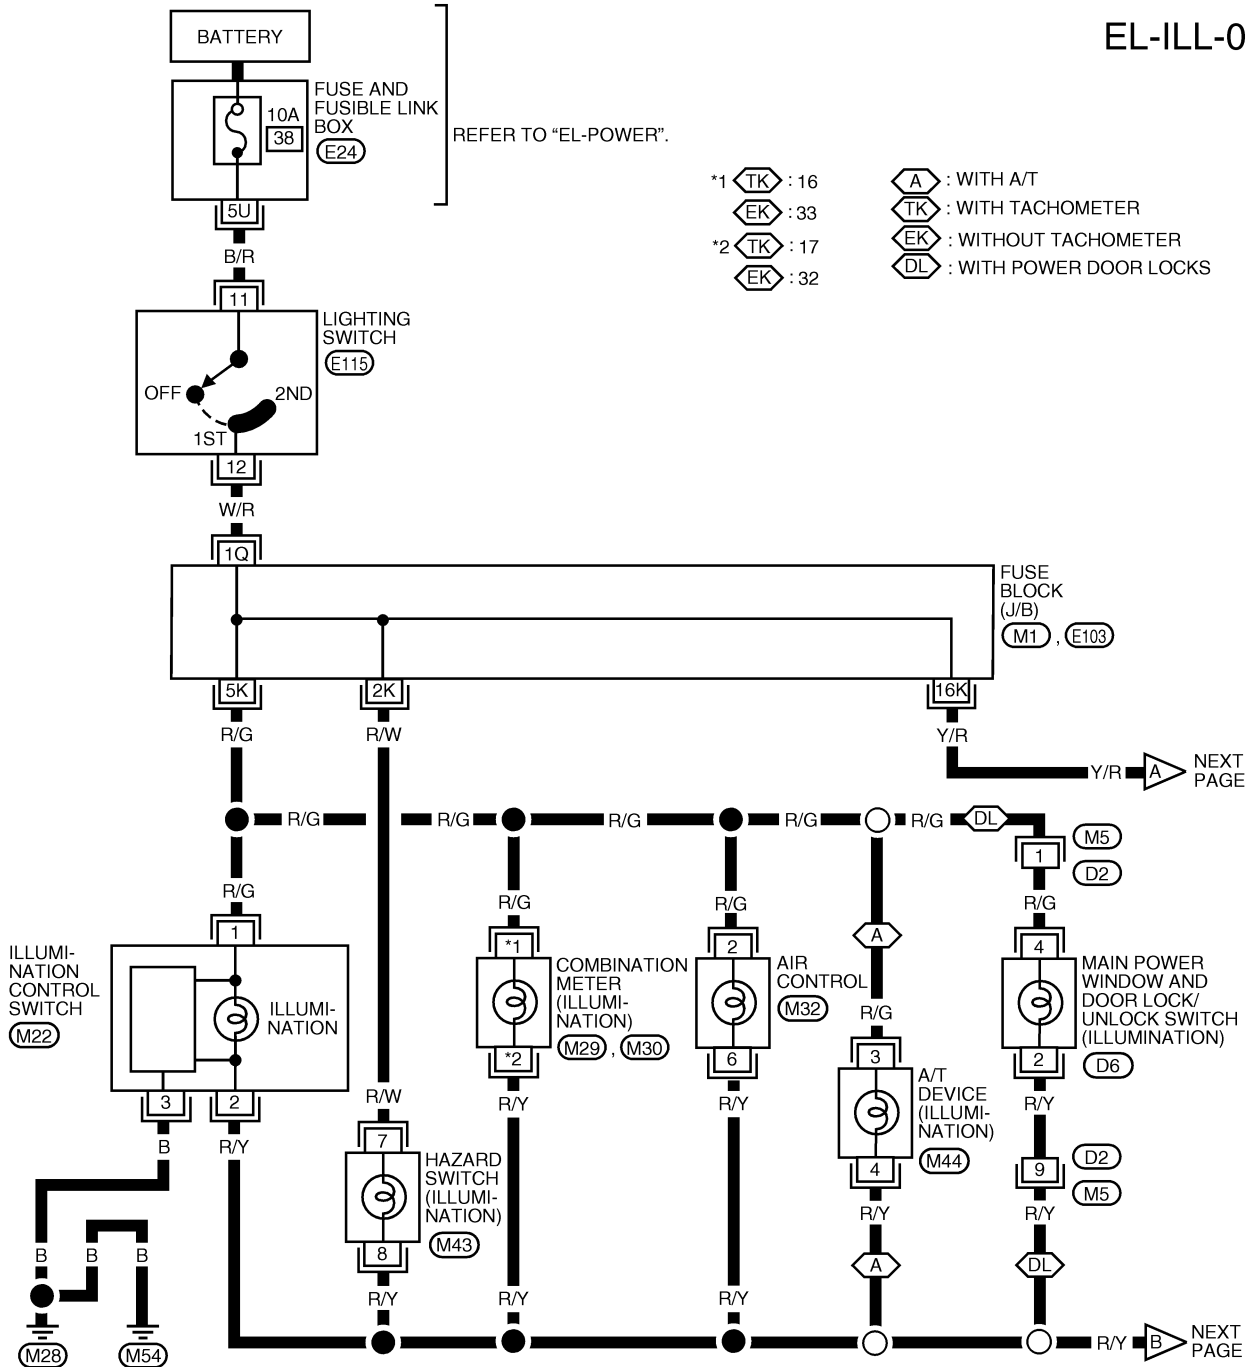 EL-ILL-0
BATTERY
FUSE AND
FUSIBLE LINK
BOX
E24
10A
38
REFER TO “EL-POWER”.
5U
B/R
*1 TK : 16
EK : 33
*2 TK : 17
EK : 32
A : WITH A/T
TK : WITH TACHOMETER
EK : WITHOUT TACHOMETER
DL : WITH POWER DOOR LOCKS
11
LIGHTING
SWITCH
E115
OFF
2ND
1ST
12
W/R
1Q
FUSE
BLOCK
(J/B)
M1 , E103
5K
2K
16K
R/G
R/W
Y/R
Y/R
A
NEXT
PAGE
R/G
R/G
R/G
R/G
R/G
DL
M5
1
D2
R/G
R/G
R/G
R/G
1
*1
2
A
4
ILLUMI-
NATION
CONTROL
SWITCH
M22
ILLUMI-
NATION
COMBINATION
METER
(ILLUMI-
NATION)
M29 , M30
AIR
CONTROL
M32
R/G
MAIN POWER
WINDOW AND
DOOR LOCK/
UNLOCK SWITCH
(ILLUMINATION)
D6
*2
6
3
2
A/T
DEVICE
(ILLUMI-
NATION)
M44
3
2
R/W
R/Y
R/Y
R/Y
B
R/Y
7
4
9
D2
M5
HAZARD
SWITCH
(ILLUMI-
NATION)
M43
R/Y
R/Y
B
B
B
8
A
DL
R/Y
R/Y
R/Y
M28
M54
R/Y
B
NEXT
PAGE